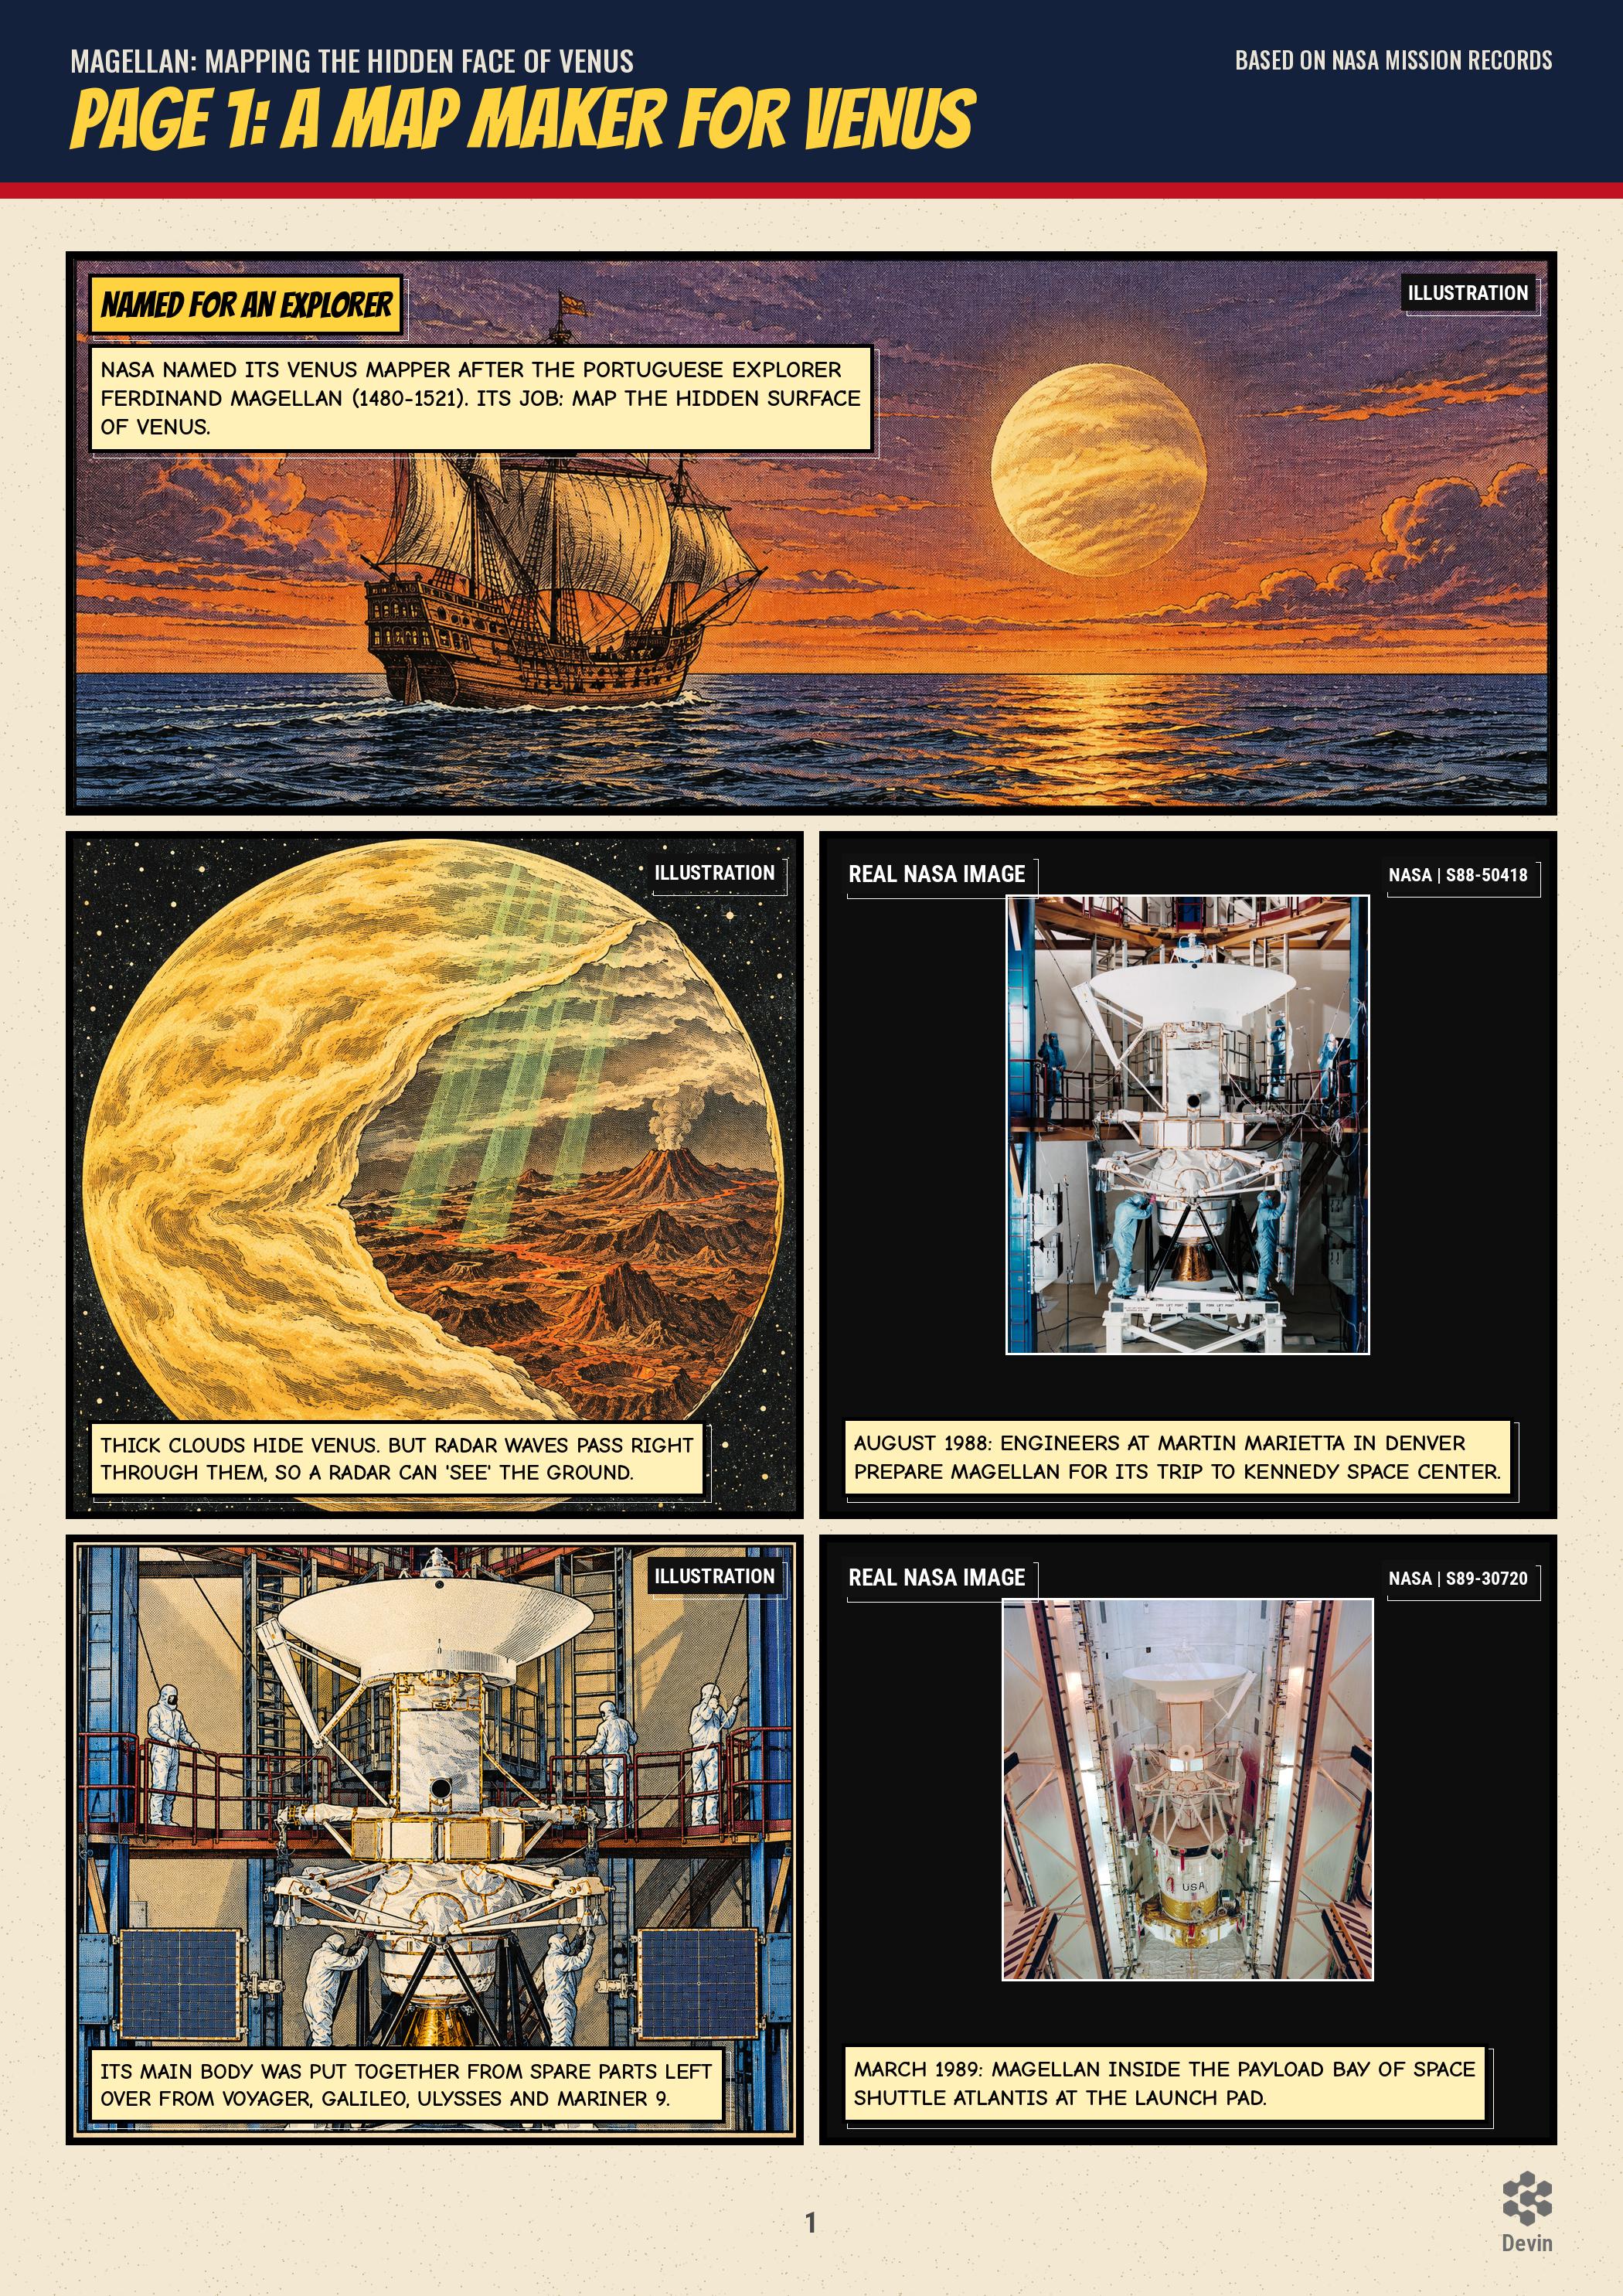 MAGELLAN: MAPPING THE HIDDEN FACE OF VENUS
BASED ON NASA MISSION RECORDS
PAGE 1: A MAP MAKER FOR VENUS
NAMED FOR AN EXPLORER
ILLUSTRATION
NASA NAMED ITS VENUS MAPPER AFTER THE PORTUGUESE EXPLORER
FERDINAND MAGELLAN (1480-1521). ITS JOB: MAP THE HIDDEN SURFACE
OF VENUS.
ILLUSTRATION
THICK CLOUDS HIDE VENUS. BUT RADAR WAVES PASS RIGHT
THROUGH THEM, SO A RADAR CAN 'SEE' THE GROUND.
REAL NASA IMAGE
NASA | S88-50418
AUGUST 1988: ENGINEERS AT MARTIN MARIETTA IN DENVER
PREPARE MAGELLAN FOR ITS TRIP TO KENNEDY SPACE CENTER.
ILLUSTRATION
ITS MAIN BODY WAS PUT TOGETHER FROM SPARE PARTS LEFT
OVER FROM VOYAGER, GALILEO, ULYSSES AND MARINER 9.
REAL NASA IMAGE
NASA | S89-30720
USA
MARCH 1989: MAGELLAN INSIDE THE PAYLOAD BAY OF SPACE
SHUTTLE ATLANTIS AT THE LAUNCH PAD.
1
Devin